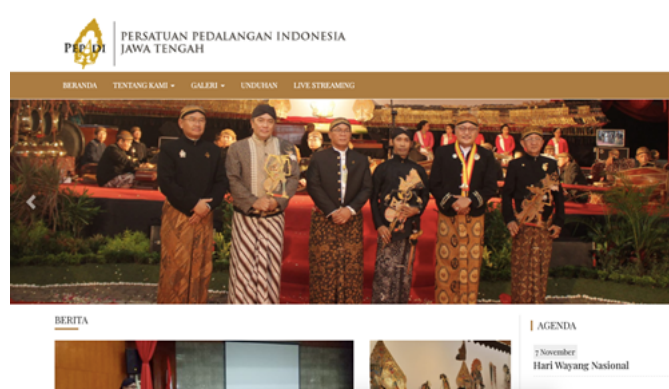 PEPADI
PERSATUAN PEDALANGAN INDONESIA
JAWA TENGAH
BERANDA TENTANG KAMI GALERI UNDUHAN LIVE STREAMING
BERITA
AGENDA
7 November
Hari Wayang Nasional